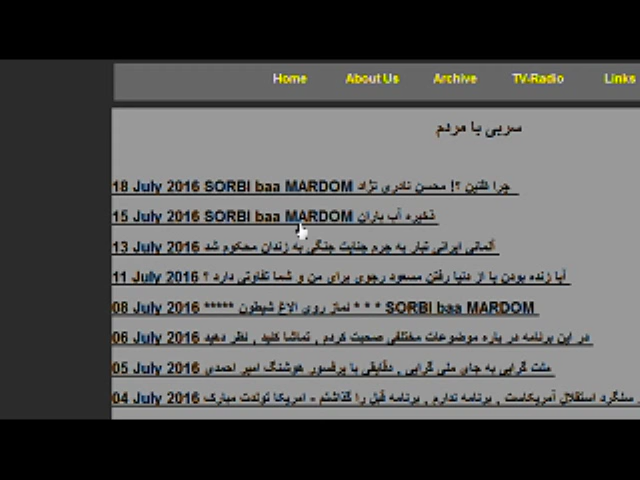 Home About Us Archive TV-Radio Links
سربی با مردم
18 July 2016 SORBI baa MARDOM چرا قلتین ؟! محسن نادری نژاد
15 July 2016 SORBI baa MARDOM ذخیره آب باران
13 July 2016 آلمانی ایرانی تبار به جرم جنایت جنگی به زندان محکوم شد
11 July 2016 آیا زنده بودن یا از دنیا رفتن مسعود رجوی برای من و شما تفاوتی دارد ؟
08 July 2016 ***** نماز روی الاغ شیطون * * * SORBI baa MARDOM
06 July 2016 در این برنامه در باره موضوعات مختلفی صحبت کردم , تماشا کنید , نظر دهید
05 July 2016 ملت گرایی به جای ملی گرایی , دقایقی با پرفسور هوشنگ امیر احمدی
04 July 2016 سلگرد استقلال آمریکاست , برنامه ندارم , برنامه قبل را گذاشتم - امریکا تولدت مبارک